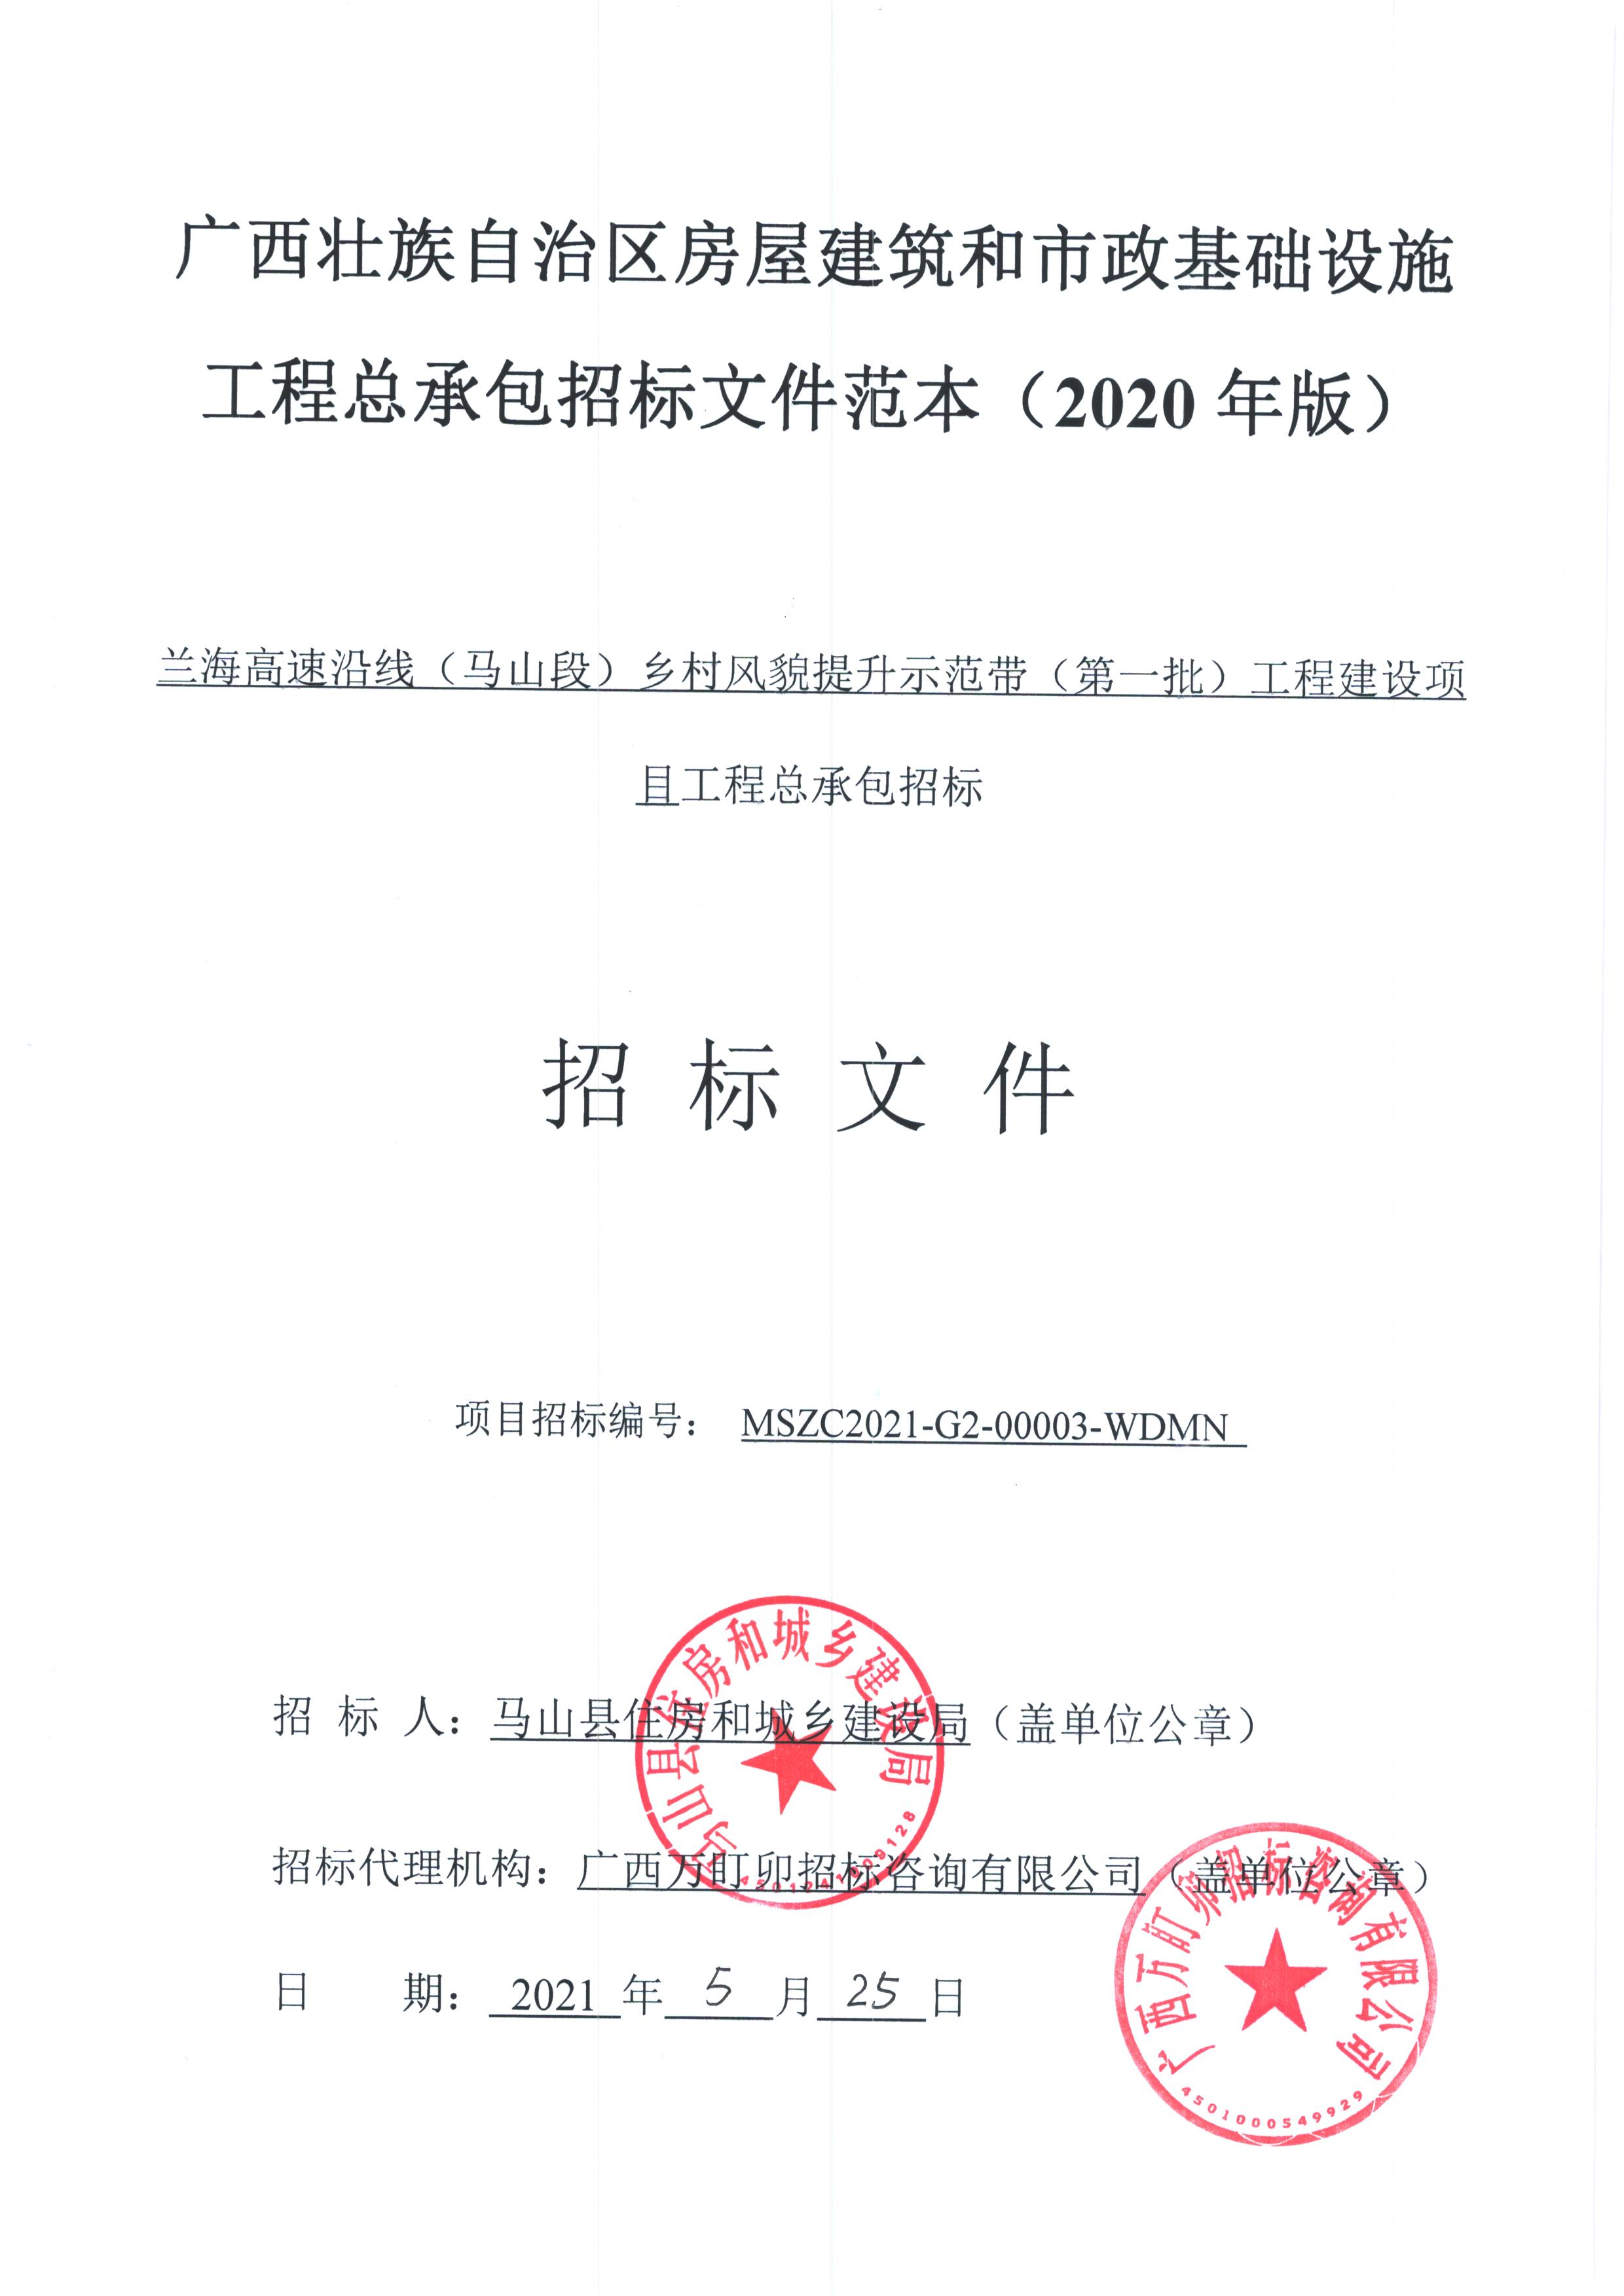 广西壮族自治区房屋建筑和市政基础设施
工程总承包招标文件范本（2020 年版）
兰海高速沿线（马山段）乡村风貌提升示范带（第一批）工程建设项
目工程总承包招标
招 标 文 件
项目招标编号： MSZC2021-G2-00003-WDMN
招 标 人：马山县住房和城乡建设局（盖单位公章）
招标代理机构：广西万盯卯招标咨询有限公司（盖单位公章）
日 期： 2021 年 5 月 25 日
马山县住房和城乡建设局
广西万盯卯招标咨询有限公司
4501000549929